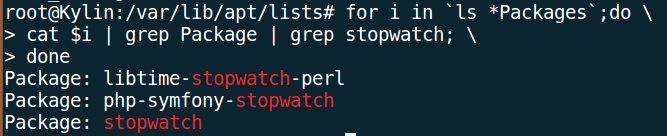 root@Kylin:/var/lib/apt/lists# for i in `ls *Packages`;do \
> cat $i | grep Package | grep stopwatch; \
> done
Package: libtime-stopwatch-perl
Package: php-symfony-stopwatch
Package: stopwatch